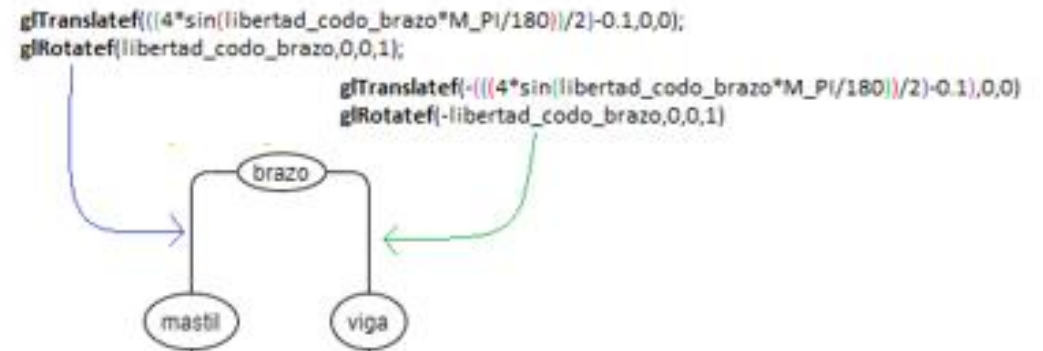 glTranslatef(((4*sin(libertad_codo_brazo*M_PI/180))/2)-0.1,0,0);
glRotatef(libertad_codo_brazo,0,0,1);
glTranslatef(-(((4*sin(libertad_codo_brazo*M_PI/180))/2)-0.1),0,0)
glRotatef(-libertad_codo_brazo,0,0,1)
brazo
mastil
viga